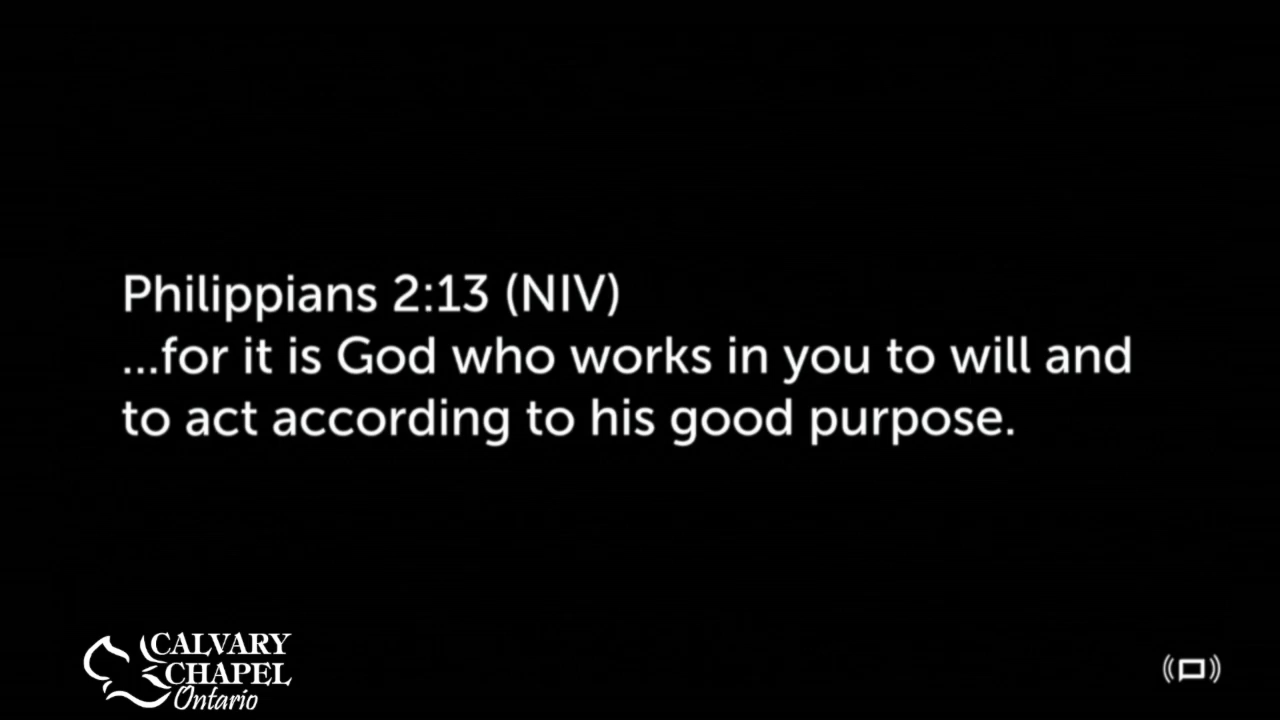 Philippians 2:13 (NIV)
...for it is God who works in you to will and
to act according to his good purpose.
CALVARY
CHAPEL
Ontario